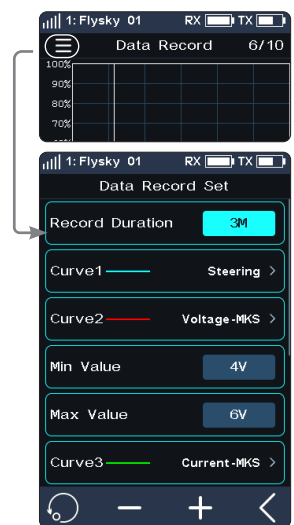 1: Flysky 01 RX TX
Data Record 6/10
100%
90%
80%
70%
1: Flysky 01 RX TX
Data Record Set
Record Duration 3M
Curve1 Steering >
Curve2 Voltage-MKS >
Min Value 4V
Max Value 6V
Curve3 Current-MKS >